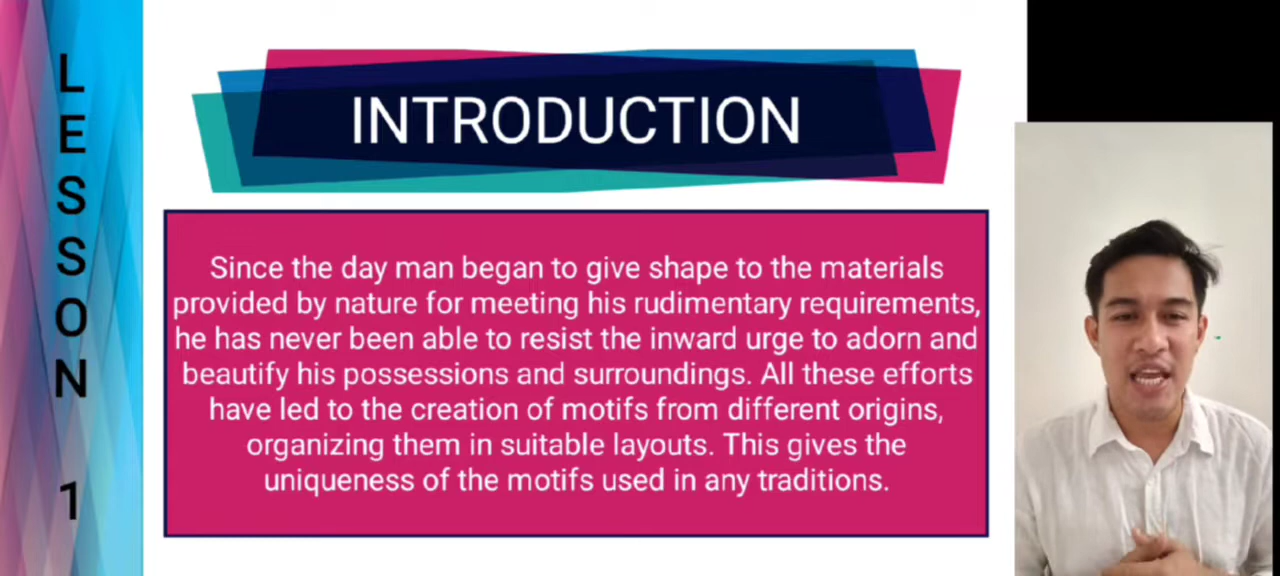 LESSON 1
INTRODUCTION
Since the day man began to give shape to the materials
provided by nature for meeting his rudimentary requirements,
he has never been able to resist the inward urge to adorn and
beautify his possessions and surroundings. All these efforts
have led to the creation of motifs from different origins,
organizing them in suitable layouts. This gives the
uniqueness of the motifs used in any traditions.